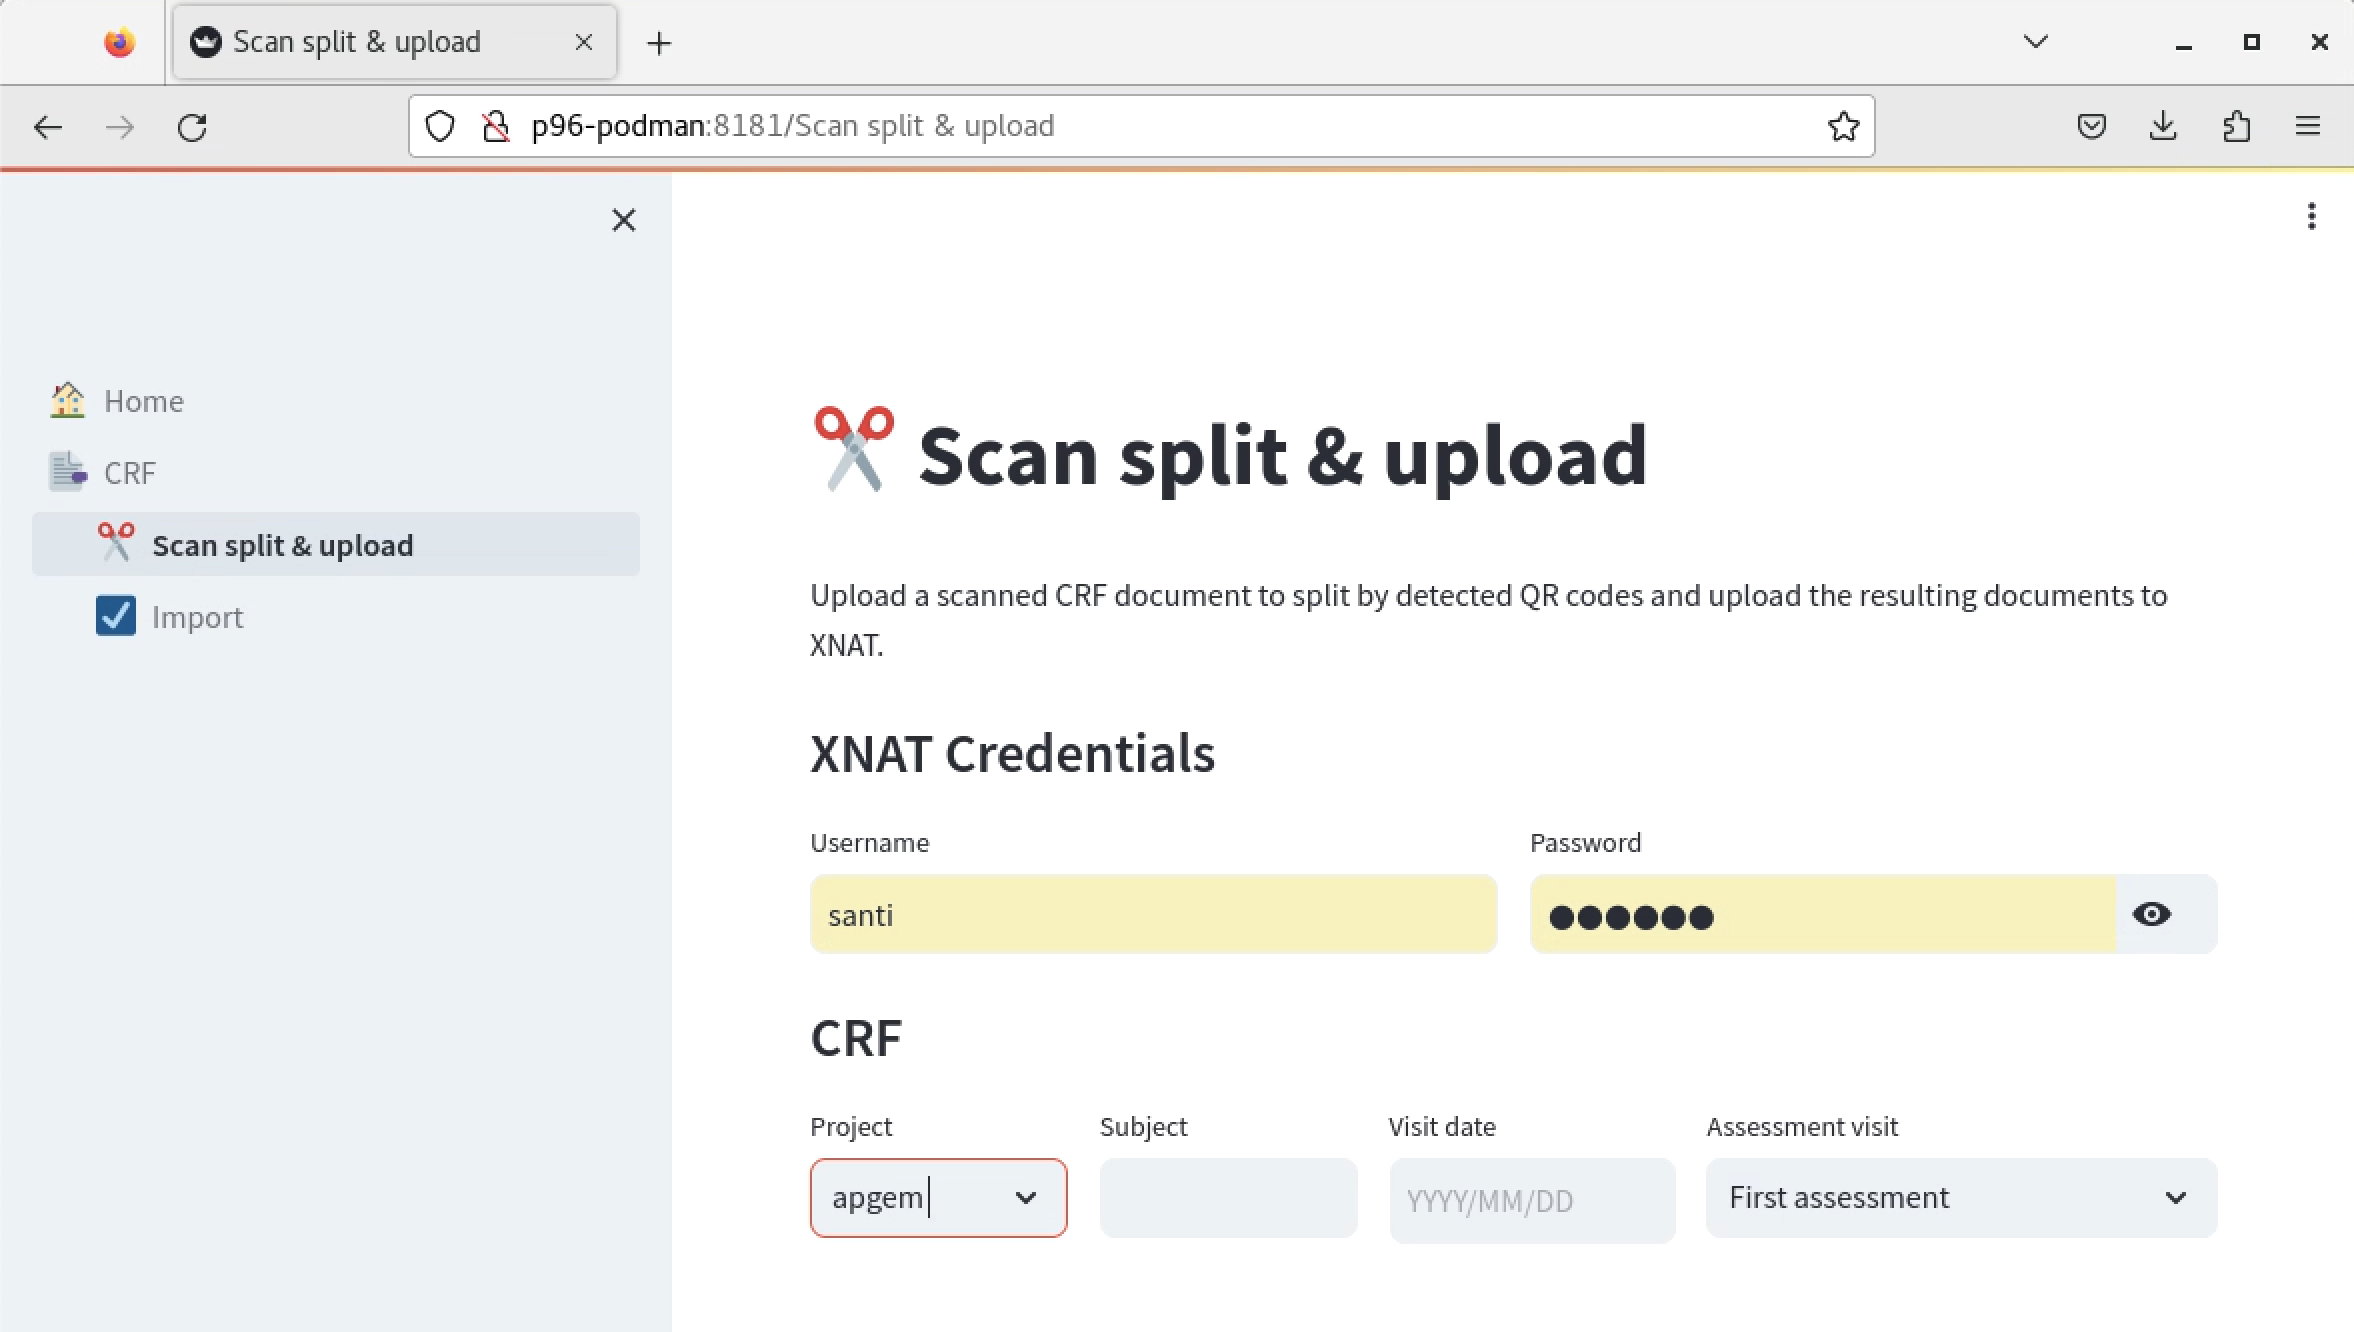 Scan split & upload
p96-podman:8181/Scan split & upload
Home
CRF
Scan split & upload
Import
Scan split & upload
Upload a scanned CRF document to split by detected QR codes and upload the resulting documents to
XNAT.
XNAT Credentials
Username
Password
santi
●●●●●●
CRF
Project
Subject
Visit date
Assessment visit
apgem
YYYY/MM/DD
First assessment